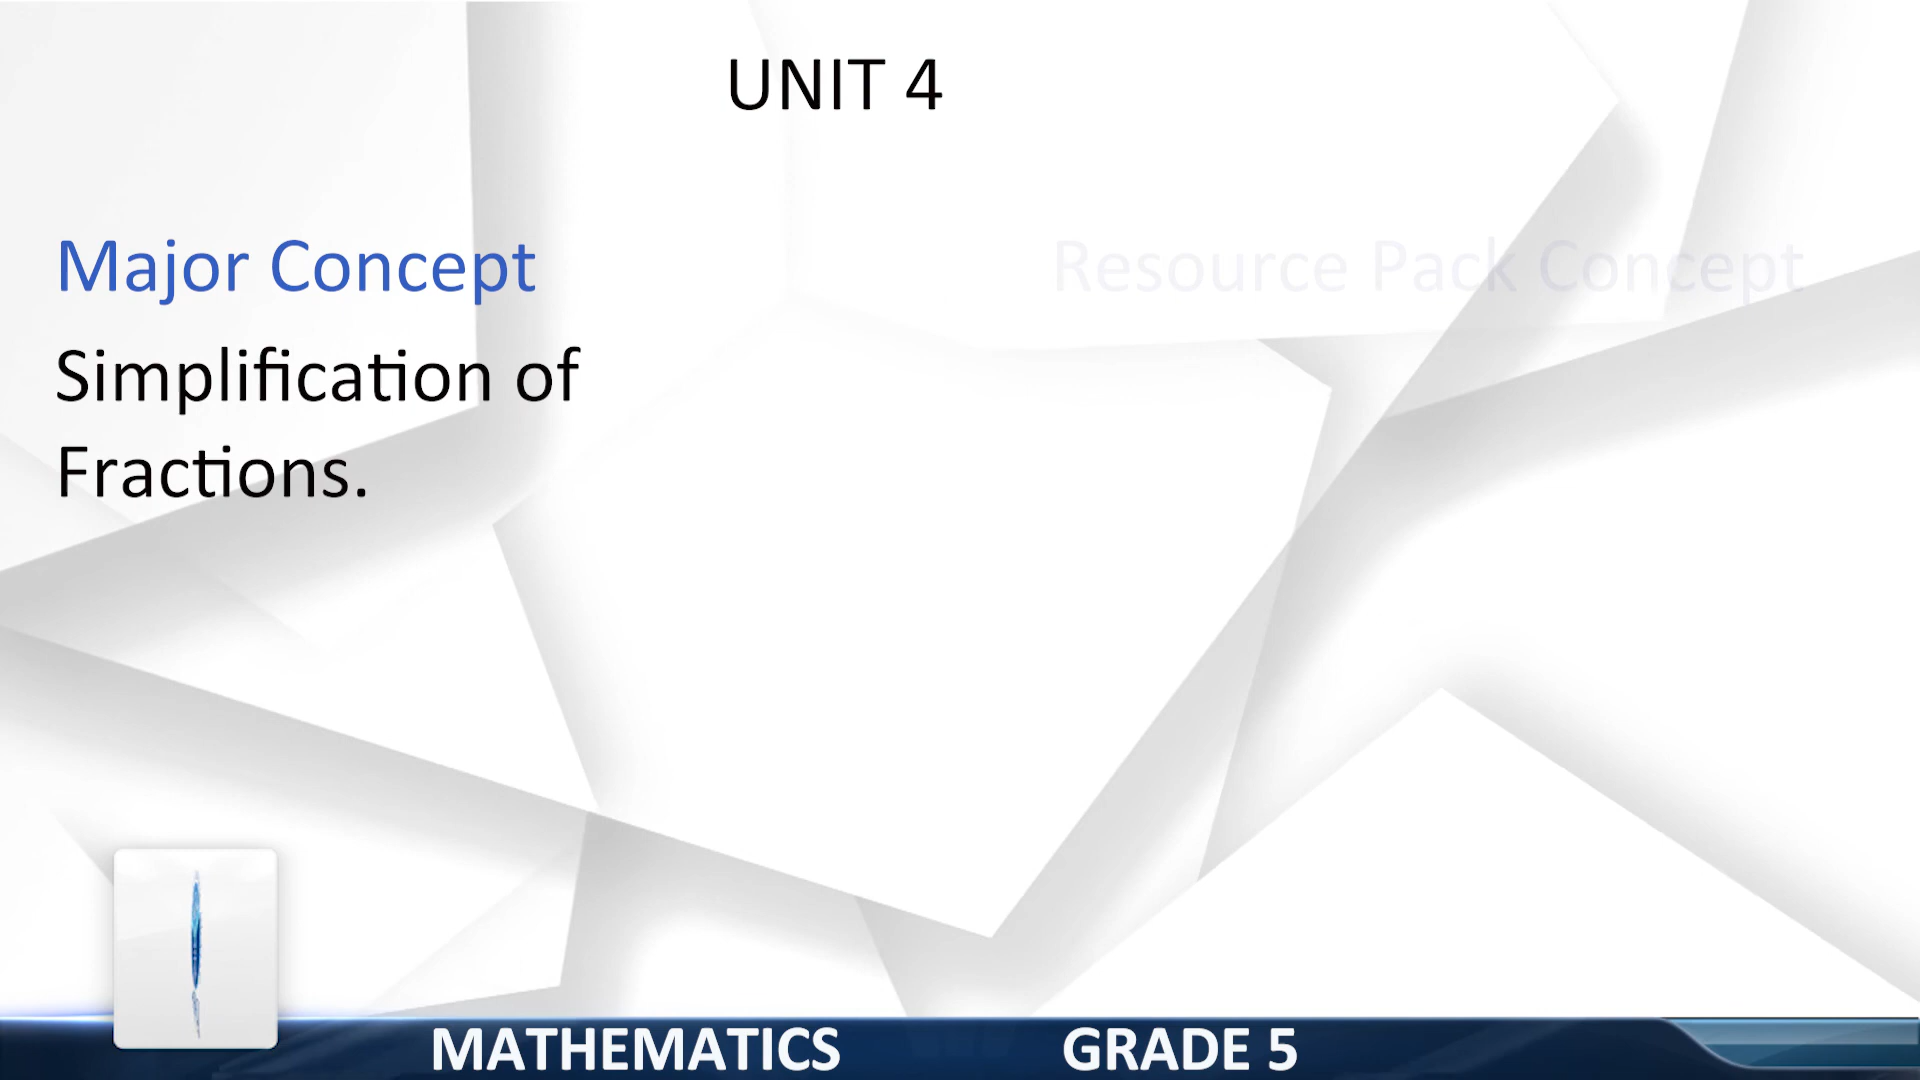 UNIT 4
Major Concept
Resource Pack Concept
Simplification of
Fractions.
MATHEMATICS
GRADE 5